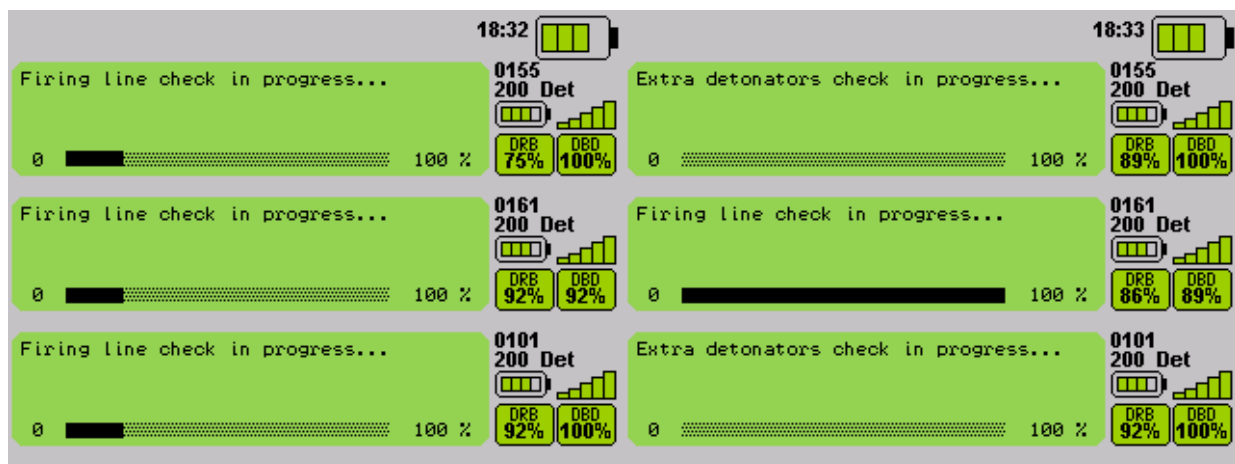 18:32
Firing line check in progress...
0155
200 Det
0 100 %
DRB DBD
75% 100%
Firing line check in progress...
0161
200 Det
0 100 %
DRB DBD
92% 92%
Firing line check in progress...
0101
200 Det
0 100 %
DRB DBD
92% 100%
18:33
Extra detonators check in progress...
0155
200 Det
0 100 %
DRB DBD
89% 100%
Firing line check in progress...
0161
200 Det
0 100 %
DRB DBD
86% 89%
Extra detonators check in progress...
0101
200 Det
0 100 %
DRB DBD
92% 100%